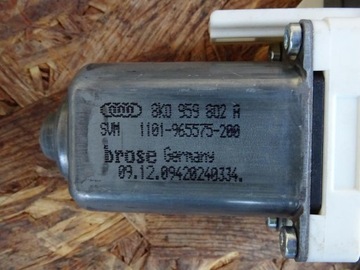 8K0 959 802 A
SVM 1101-965575-200
brose Germany
09.12.09420240334.